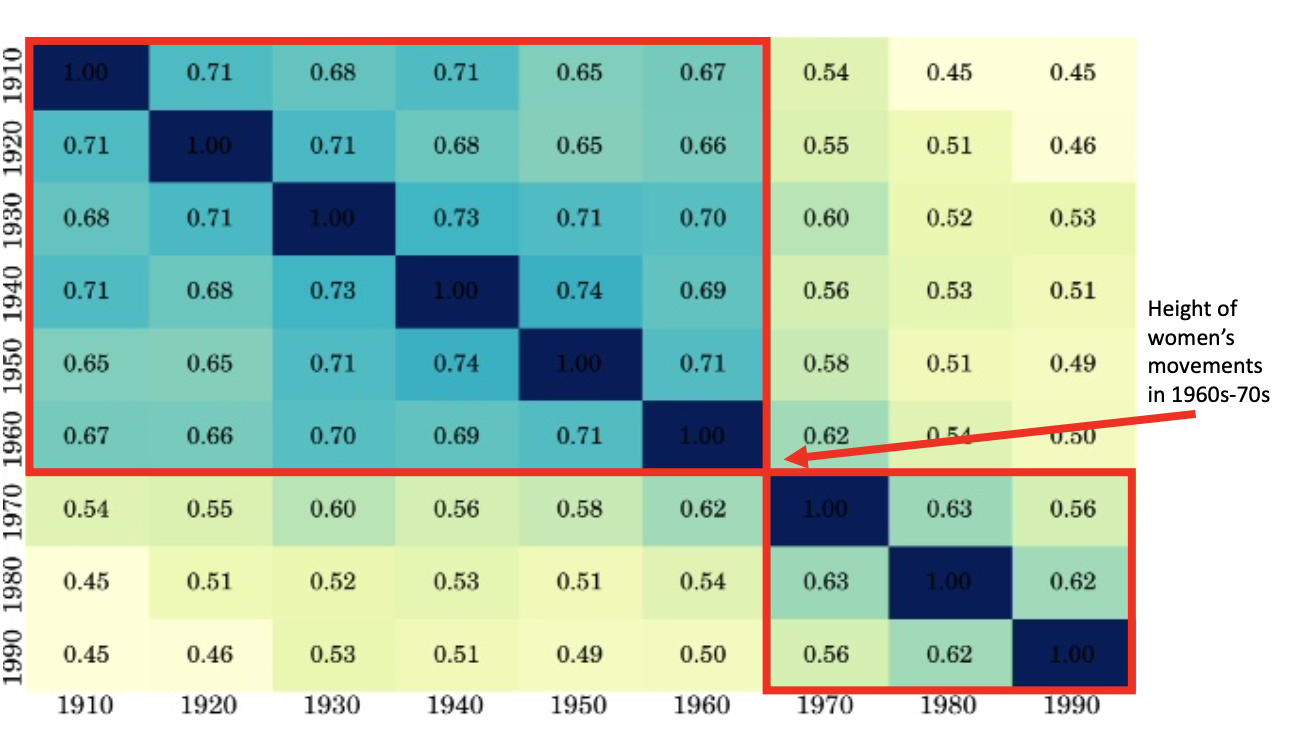 1910 1.00 0.71 0.68 0.71 0.65 0.67 0.54 0.45 0.45
1920 0.71 1.00 0.71 0.68 0.65 0.66 0.55 0.51 0.46
1930 0.68 0.71 1.00 0.73 0.71 0.70 0.60 0.52 0.53
1940 0.71 0.68 0.73 1.00 0.74 0.69 0.56 0.53 0.51
1950 0.65 0.65 0.71 0.74 1.00 0.71 0.58 0.51 0.49
1960 0.67 0.66 0.70 0.69 0.71 1.00 0.62 0.54 0.50
1970 0.54 0.55 0.60 0.56 0.58 0.62 1.00 0.63 0.56
1980 0.45 0.51 0.52 0.53 0.51 0.54 0.63 1.00 0.62
1990 0.45 0.46 0.53 0.51 0.49 0.50 0.56 0.62 1.00
1910 1920 1930 1940 1950 1960 1970 1980 1990
Height of
women’s
movements
in 1960s-70s